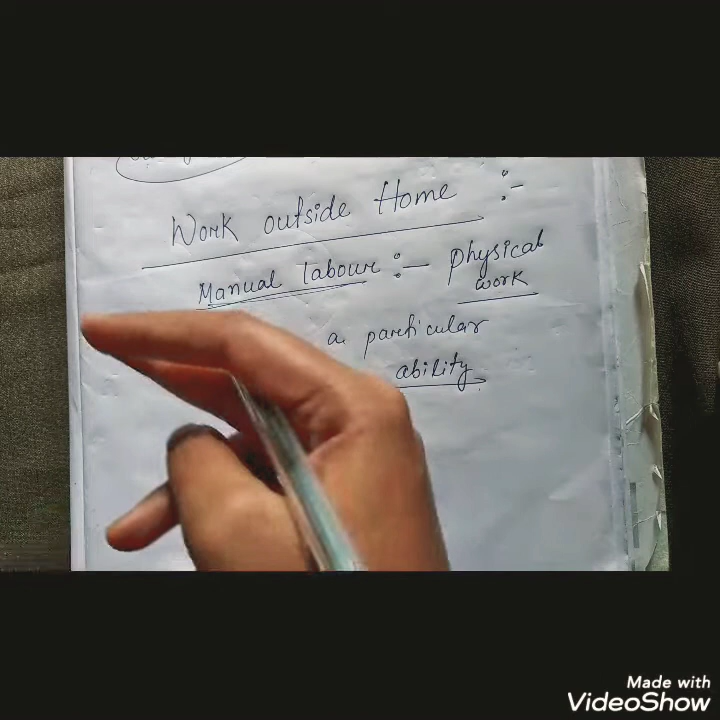 Work outside Home :-
Manual labour :- Physical
work
a particular
ability
Made with
VideoShow